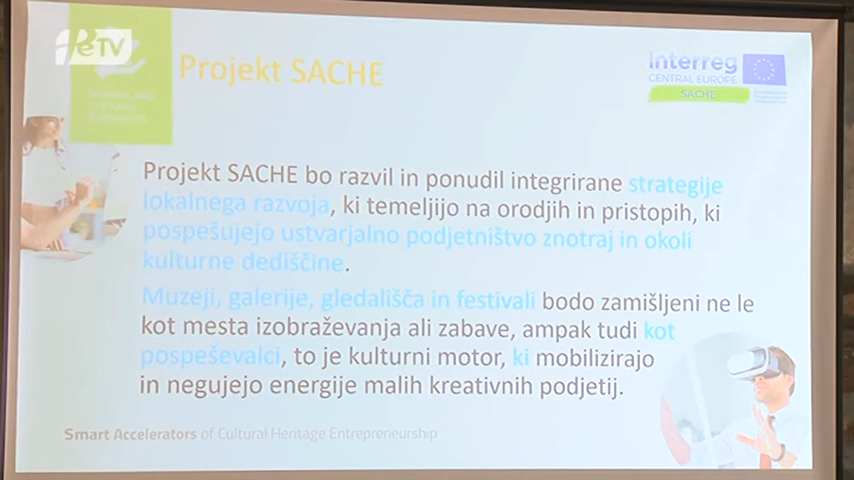 PeTV
Projekt SACHE
Interreg
CENTRAL EUROPE
SACHE
Projekt SACHE bo razvil in ponudil integrirane strategije
lokalnega razvoja, ki temeljijo na orodjih in pristopih, ki
pospešujejo ustvarjalno podjetništvo znotraj in okoli
kulturne dediščine.
Muzeji, galerije, gledališča in festivali bodo zamišljeni ne le
kot mesta izobraževanja ali zabave, ampak tudi kot
pospeševalci, to je kulturni motor, ki mobilizirajo
in negujejo energije malih kreativnih podjetij.
Smart Accelerators of Cultural Heritage Entrepreneurship